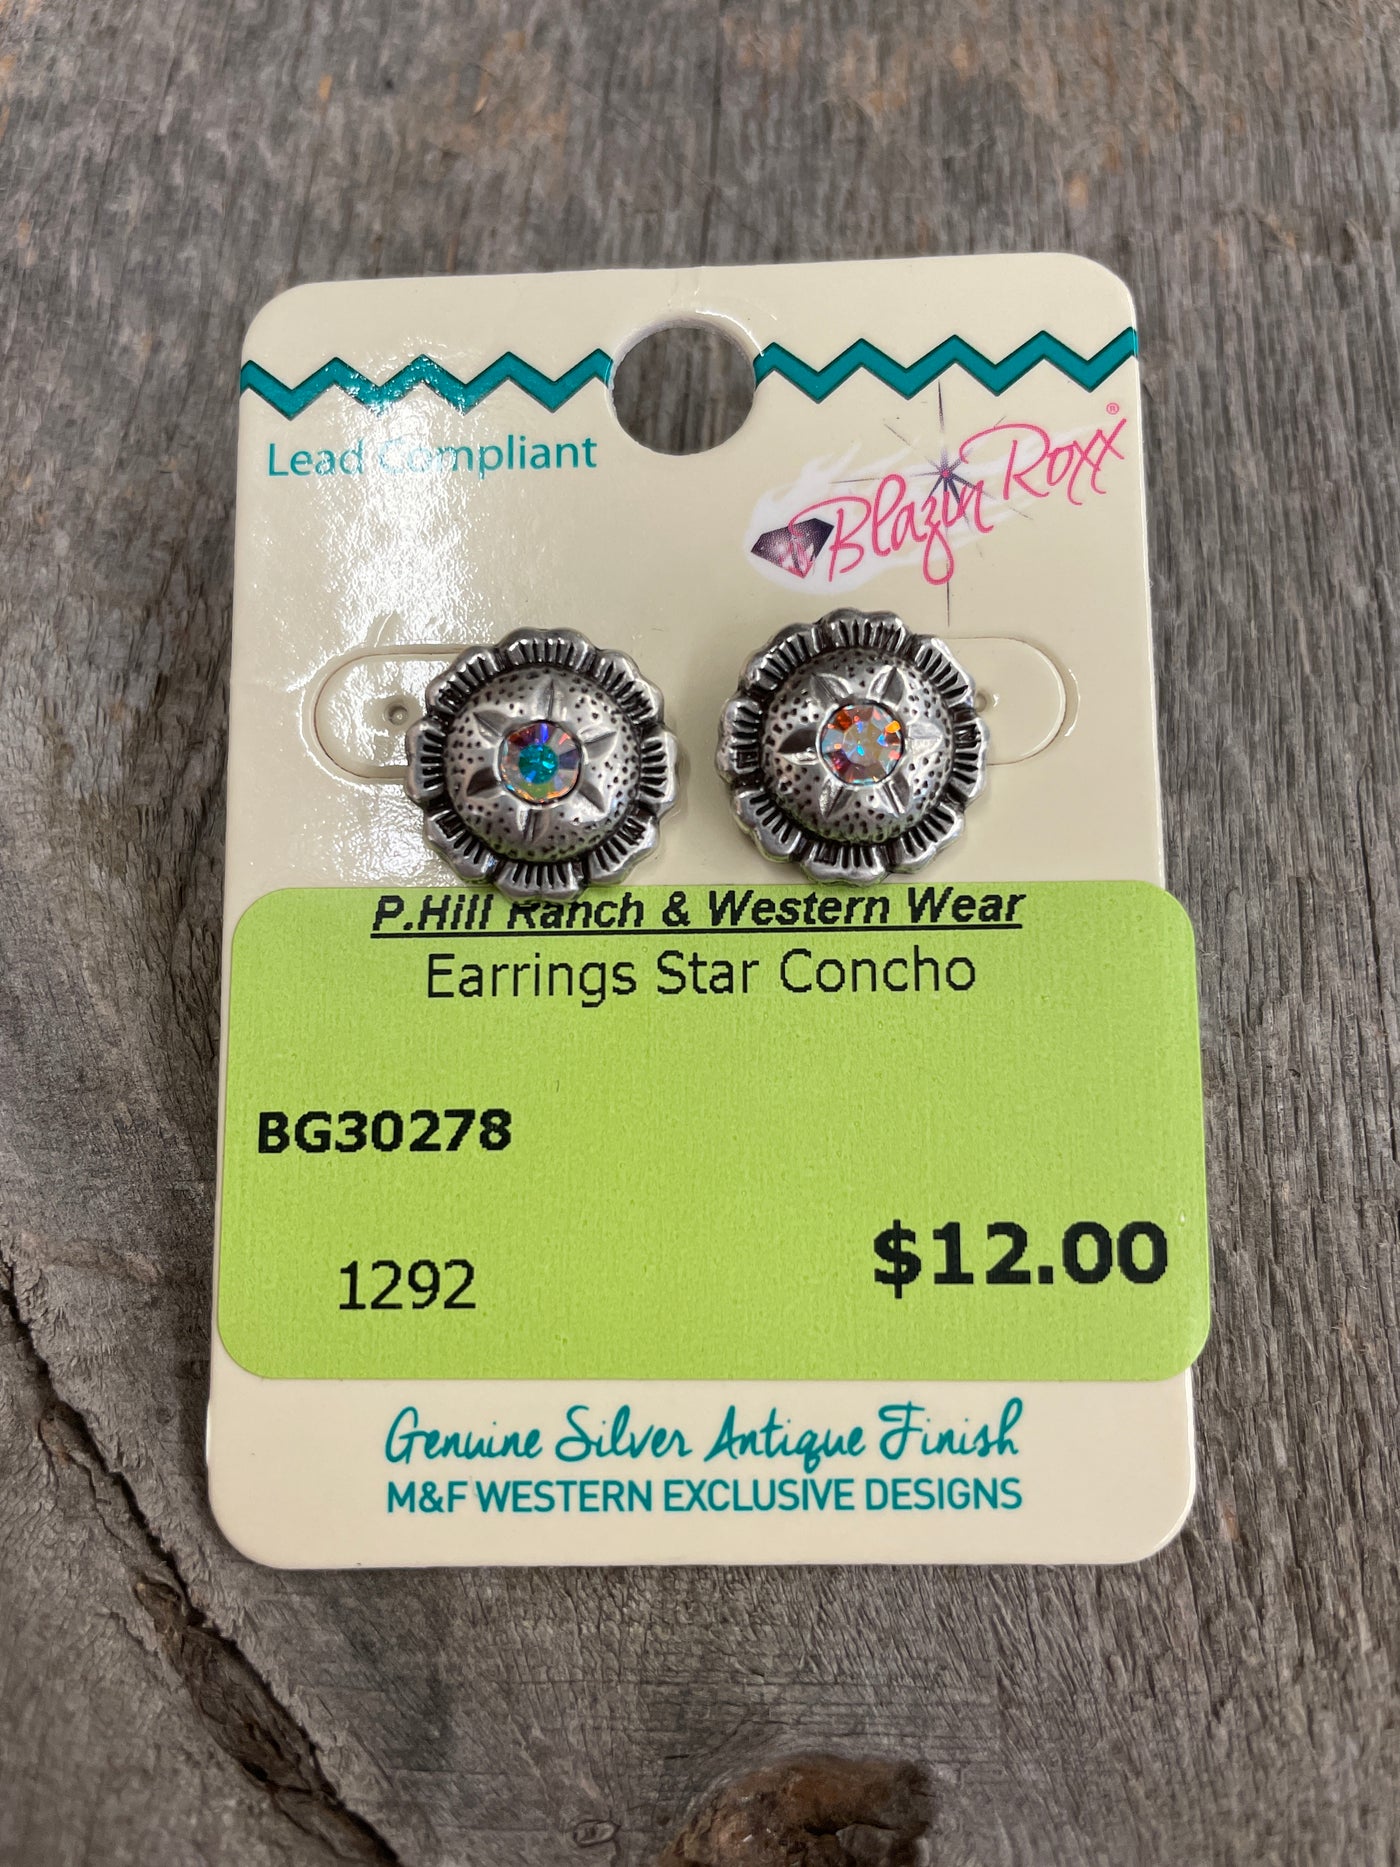 Lead Compliant
Blazin Roxx®
P.Hill Ranch & Western Wear
Earrings Star Concho
BG30278
1292
$12.00
Genuine Silver Antique Finish
M&F WESTERN EXCLUSIVE DESIGNS